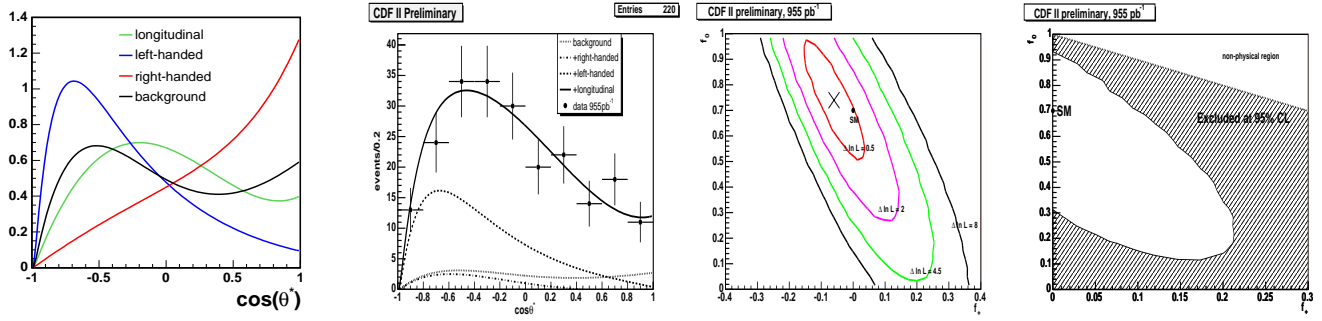 1.4
1.2
1
0.8
0.6
0.4
0.2
0
-1
-0.5
0
0.5
1
longitudinal
left-handed
right-handed
background
cos(θ*)
CDF II Preliminary
Entries 220
events/0.2
40
35
30
25
20
15
10
5
0
background
+right-handed
+left-handed
+longitudinal
data 955pb⁻¹
-1 -0.8 -0.6 -0.4 -0.2 -0 0.2 0.4 0.6 0.8 1
cosθ*
CDF II preliminary, 955 pb⁻¹
f₀
1
0.9
0.8
0.7
0.6
0.5
0.4
0.3
0.2
0.1
0
SM
Δ ln L = 0.5
Δ ln L = 2
Δ ln L = 8
Δ ln L = 4.5
-0.4 -0.3 -0.2 -0.1 -0 0.1 0.2 0.3 0.4
f₊
CDF II preliminary, 955 pb⁻¹
f₀
1
0.9
0.8
0.7
0.6
0.5
0.4
0.3
0.2
0.1
0
non-physical region
SM
Excluded at 95% CL
0 0.05 0.1 0.15 0.2 0.25 0.3
f₊